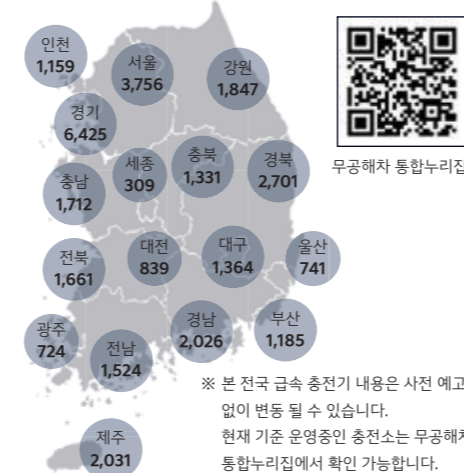 인천
1,159
서울
3,756
강원
1,847
경기
6,425
세종
309
충북
1,331
경북
2,701
충남
1,712
전북
1,661
대전
839
대구
1,364
울산
741
광주
724
전남
1,524
경남
2,026
부산
1,185
제주
2,031
무공해차 통합누리집
※ 본 전국 급속 충전기 내용은 사전 예고
없이 변동 될 수 있습니다.
현재 기준 운영중인 충전소는 무공해차
통합누리집에서 확인 가능합니다.